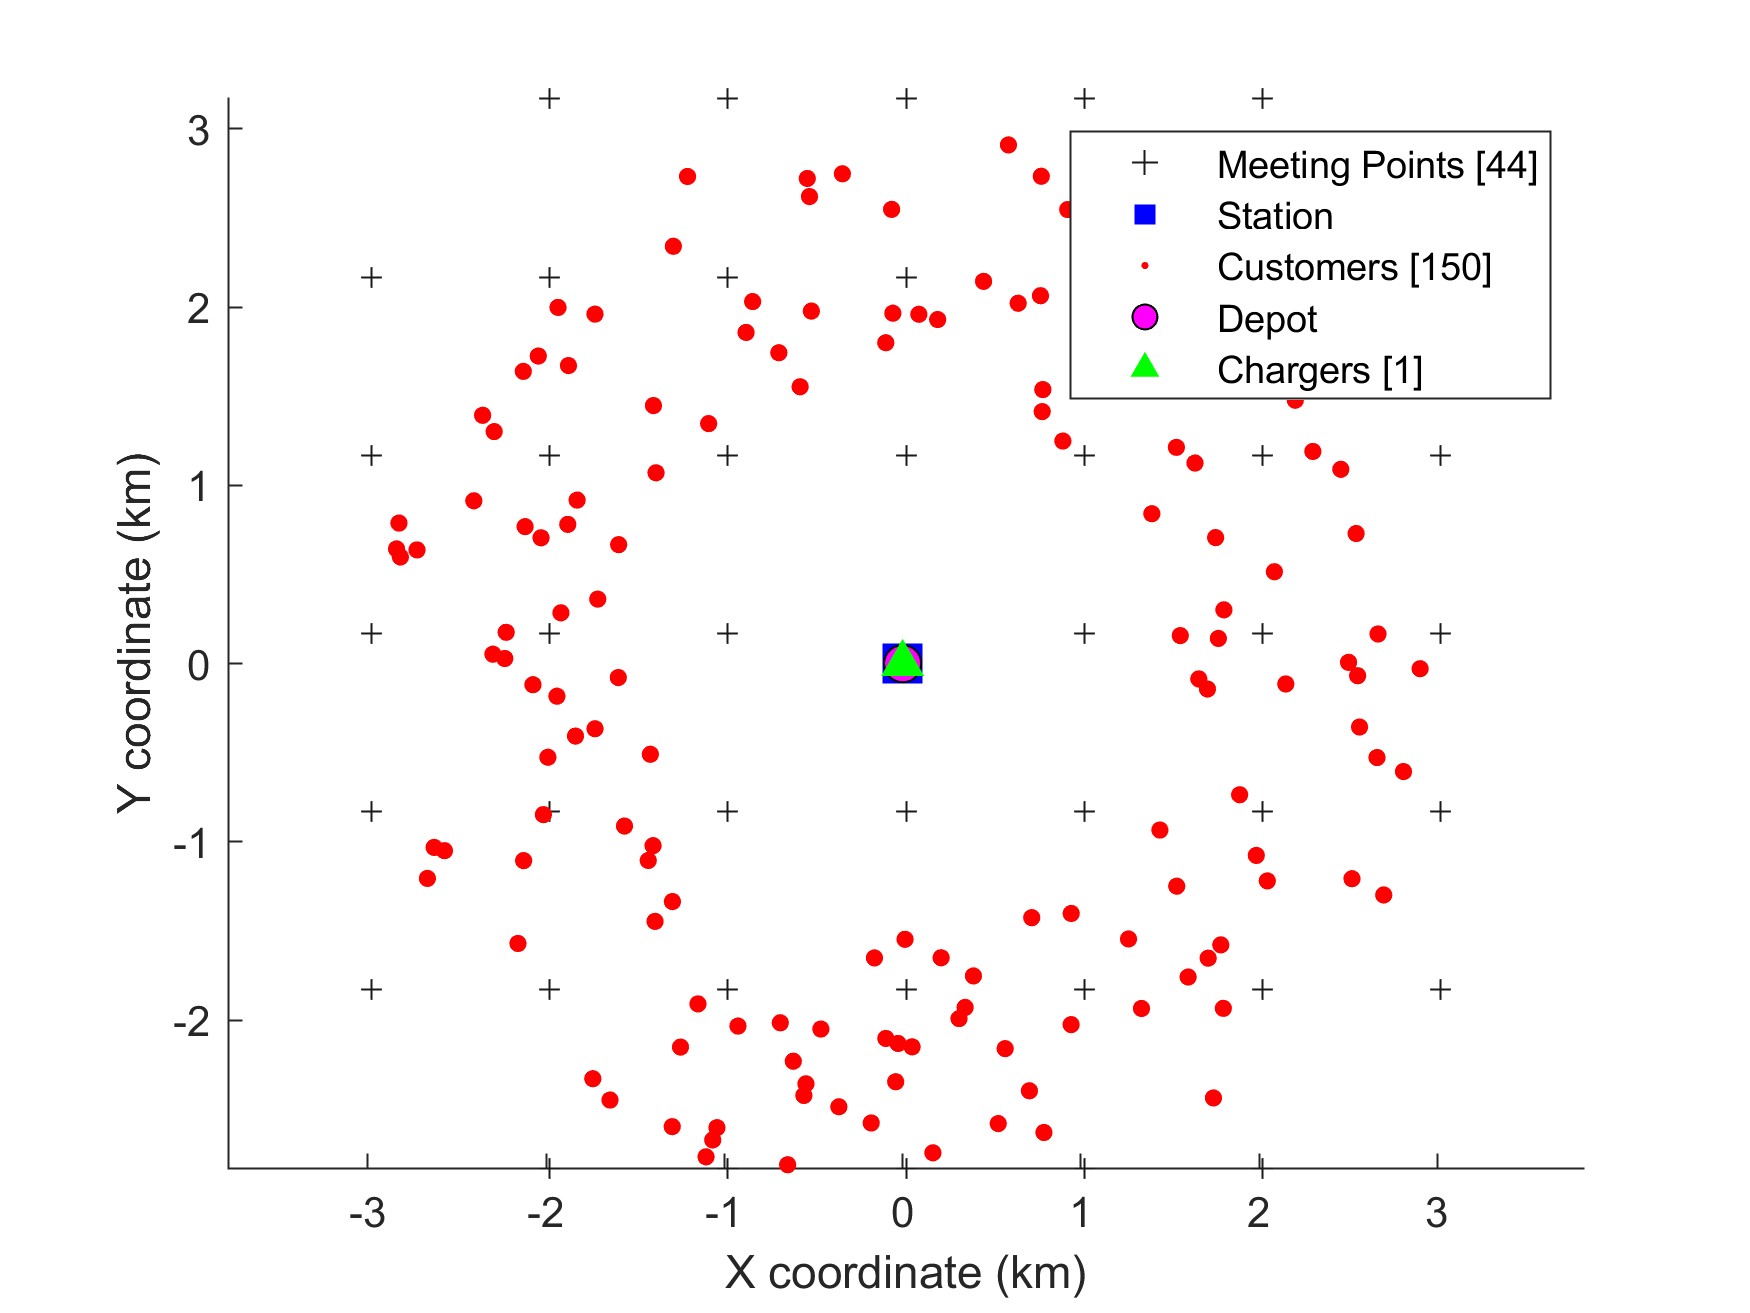 3
2
1
0
-1
-2
Y coordinate (km)
Meeting Points [44]
Station
Customers [150]
Depot
Chargers [1]
-3 -2 -1 0 1 2 3
X coordinate (km)